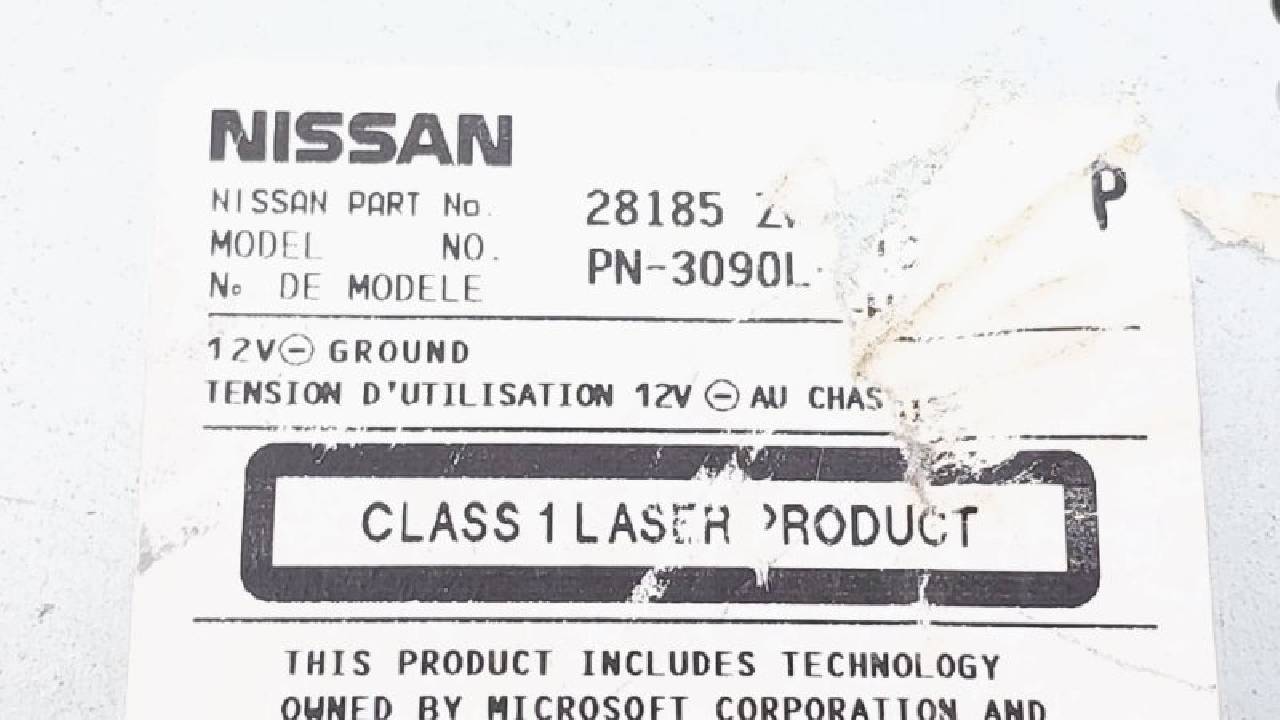 NISSAN
NISSAN PART No. 28185 P
MODEL NO. PN-3090L
No DE MODELE
12V⊖ GROUND
TENSION D'UTILISATION 12V ⊖ AU CHAS
CLASS 1 LASER PRODUCT
THIS PRODUCT INCLUDES TECHNOLOGY
OWNED BY MICROSOFT CORPORATION AND